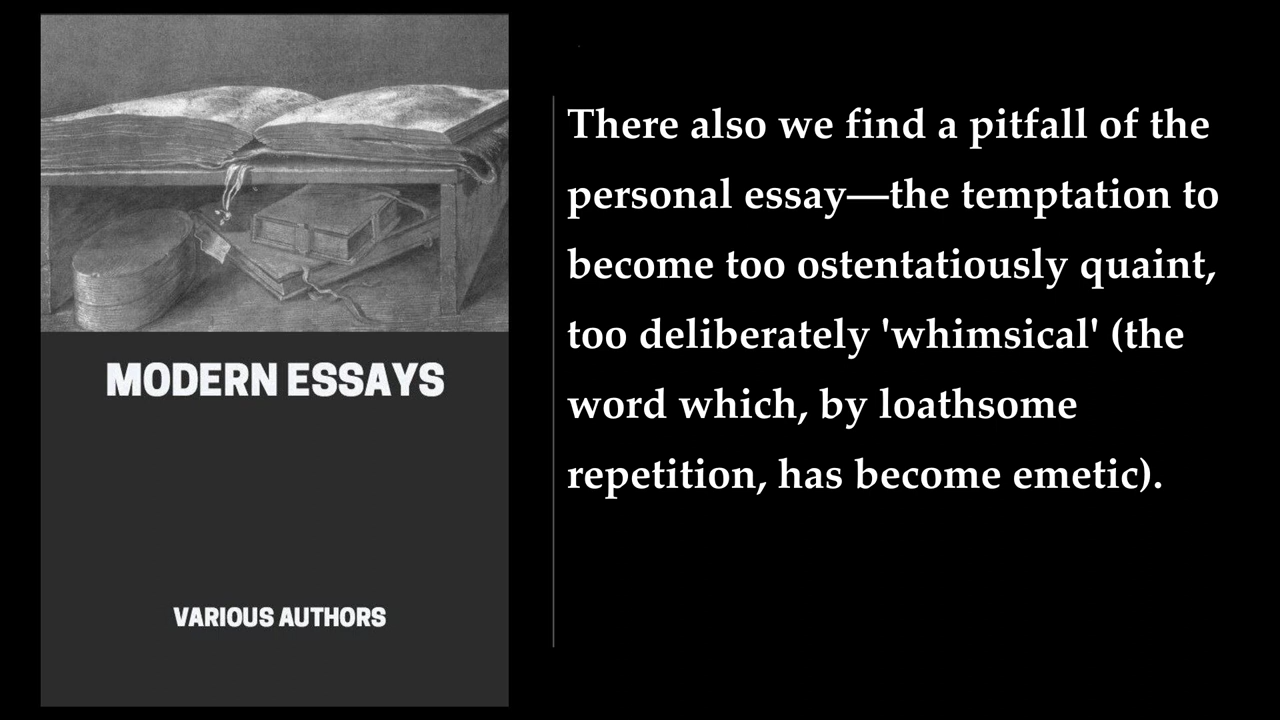 MODERN ESSAYS
VARIOUS AUTHORS
There also we find a pitfall of the
personal essay—the temptation to
become too ostentatiously quaint,
too deliberately 'whimsical' (the
word which, by loathsome
repetition, has become emetic).